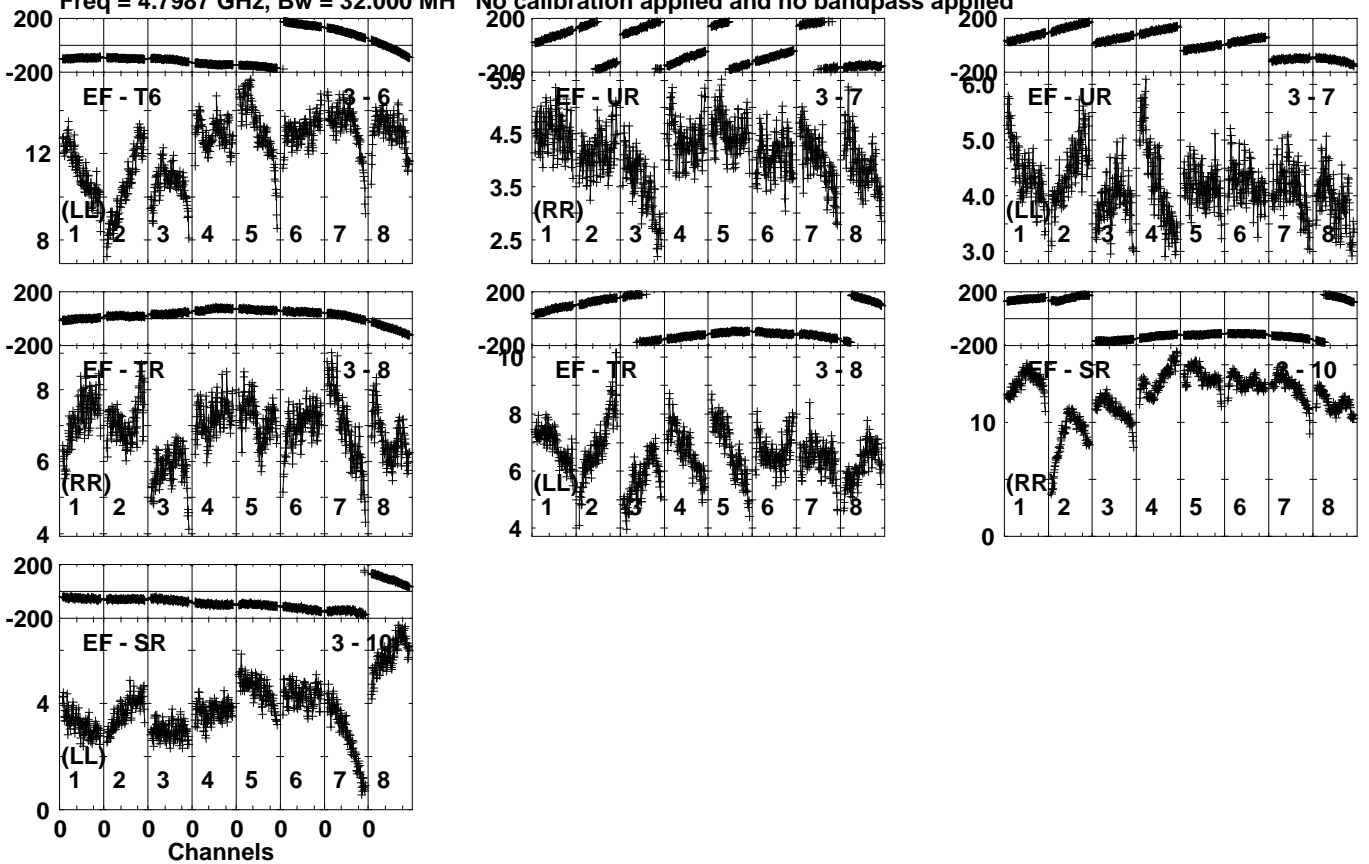 Freq = 4.7987 GHz, Bw = 32.000 MH No calibration applied and no bandpass applied
200
-200
EF - T6 3 - 6
12
8
(LL)
1 2 3 4 5 6 7 8
200
-200
5.5
EF - UR 3 - 7
4.5
3.5
2.5
(RR)
1 2 3 4 5 6 7 8
200
-200
6.0
EF - UR 3 - 7
5.0
4.0
3.0
(LL)
1 2 3 4 5 6 7 8
200
-200
EF - TR 3 - 8
8
6
4
(RR)
1 2 3 4 5 6 7 8
200
-200
10
EF - TR 3 - 8
8
6
4
(LL)
1 2 3 4 5 6 7 8
200
-200
EF - SR 3 - 10
10
0
(RR)
1 2 3 4 5 6 7 8
200
-200
EF - SR 3 - 10
4
0
(LL)
1 2 3 4 5 6 7 8
0 0 0 0 0 0 0 0
Channels